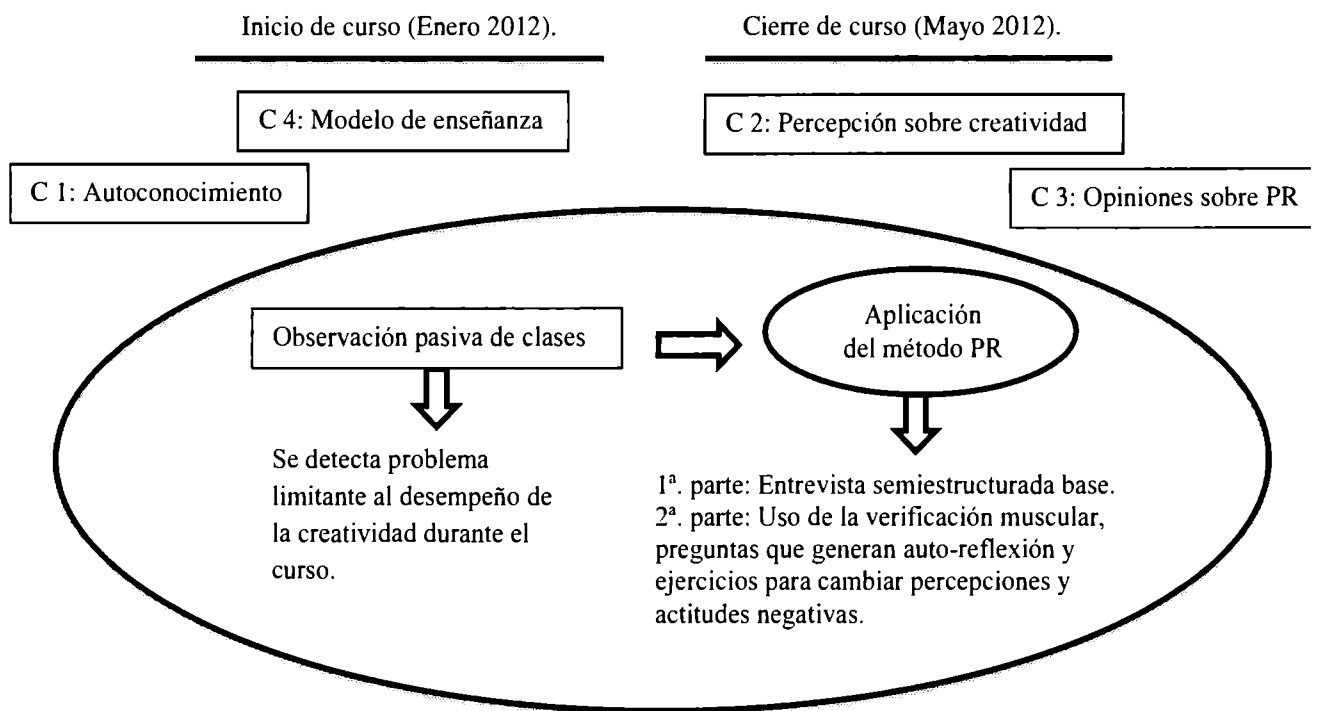 Inicio de curso (Enero 2012).
Cierre de curso (Mayo 2012).
C 4: Modelo de enseñanza
C 2: Percepción sobre creatividad
C 1: Autoconocimiento
C 3: Opiniones sobre PR
Observación pasiva de clases
Aplicación
del método PR
Se detecta problema
limitante al desempeño de
la creatividad durante el
curso.
1ª. parte: Entrevista semiestructurada base.
2ª. parte: Uso de la verificación muscular,
preguntas que generan auto-reflexión y
ejercicios para cambiar percepciones y
actitudes negativas.